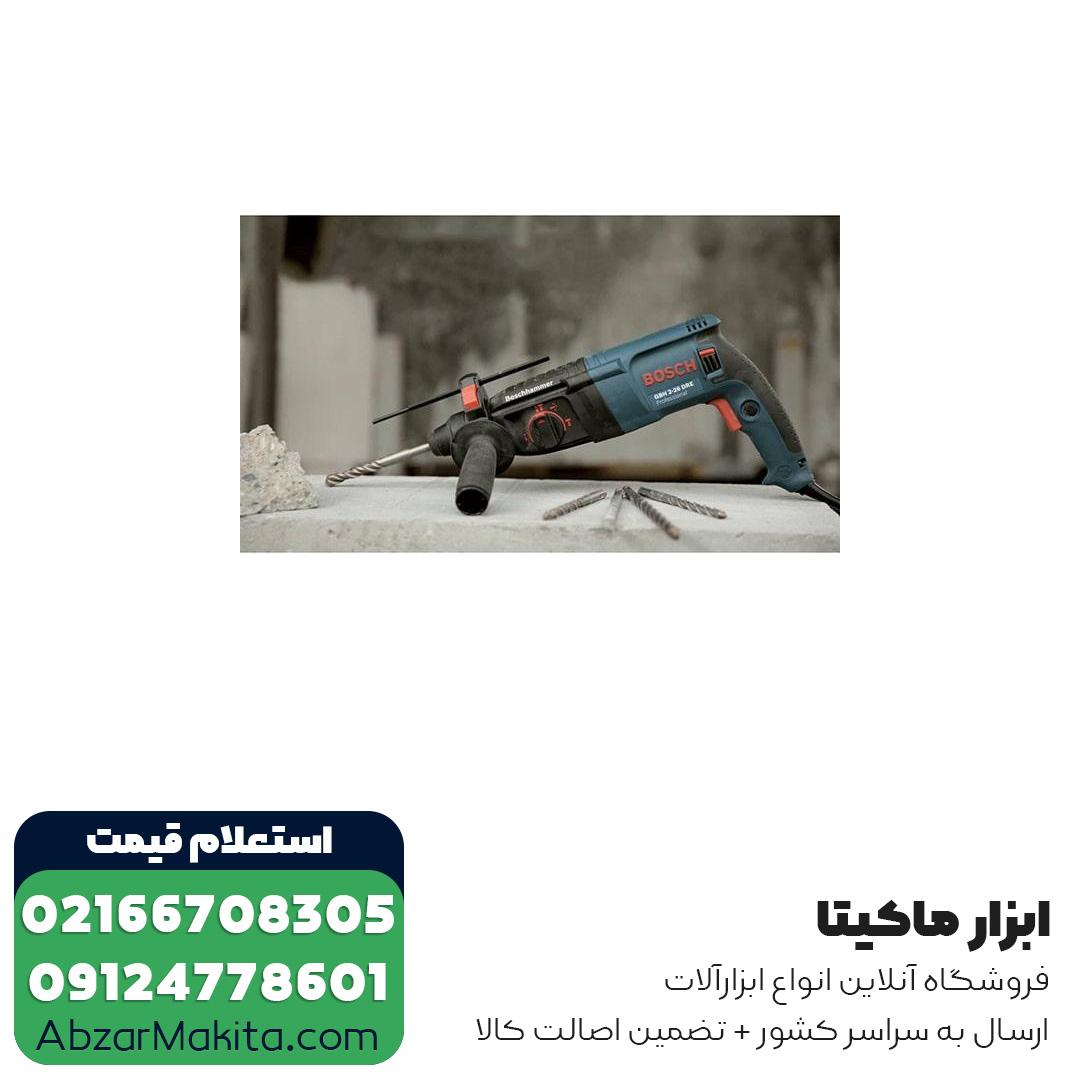 Boschhammer
BOSCH
GBH 2-26 DRE
Professional
استعلام قیمت
02166708305
09124778601
AbzarMakita.com
ابزار ماکیتا
فروشگاه آنلاین انواع ابزارآلات
ارسال به سراسر کشور + تضمین اصالت کالا